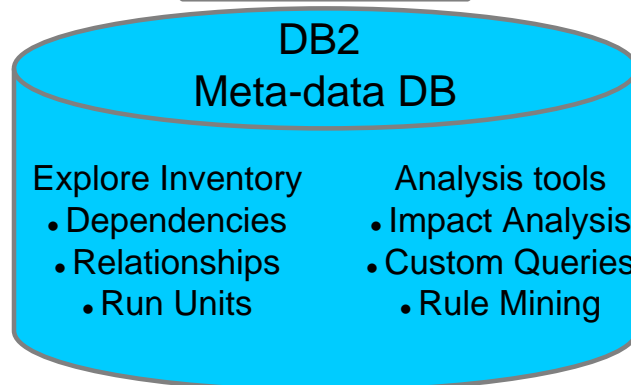 DB2
Meta-data DB
Explore Inventory
• Dependencies
• Relationships
• Run Units
Analysis tools
• Impact Analysis
• Custom Queries
• Rule Mining